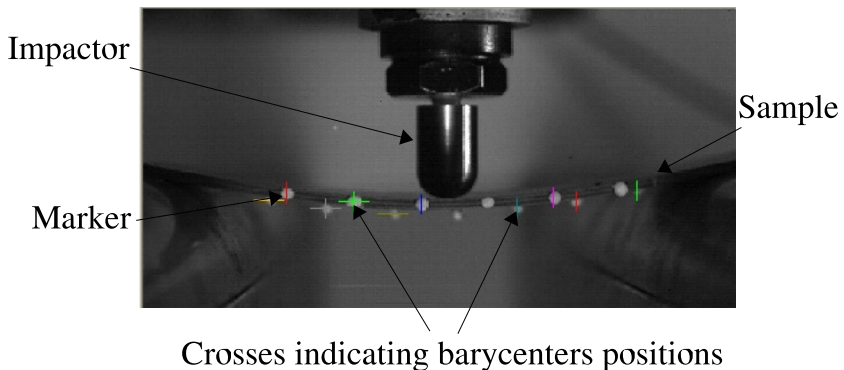 Impactor
Sample
Marker
Crosses indicating barycenters positions